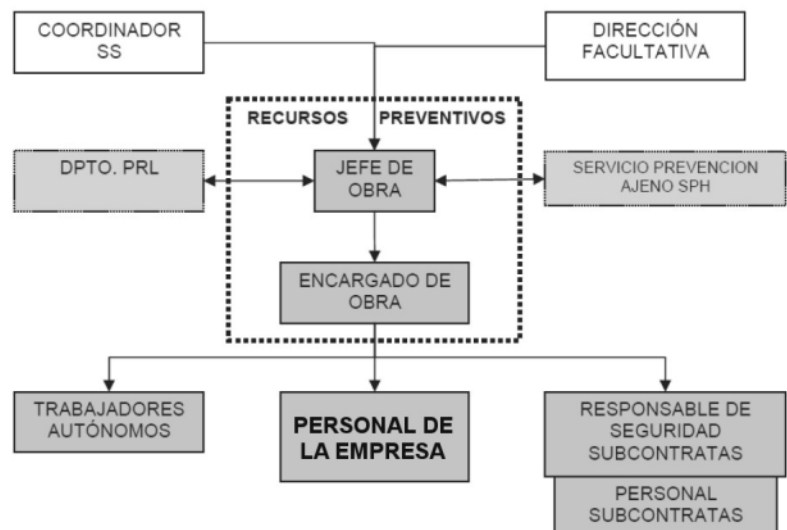 COORDINADOR
SS
DIRECCIÓN
FACULTATIVA
RECURSOS PREVENTIVOS
DPTO. PRL
JEFE DE
OBRA
SERVICIO PREVENCION
AJENO SPH
ENCARGADO DE
OBRA
TRABAJADORES
AUTÓNOMOS
PERSONAL DE
LA EMPRESA
RESPONSABLE DE
SEGURIDAD
SUBCONTRATAS
PERSONAL
SUBCONTRATAS